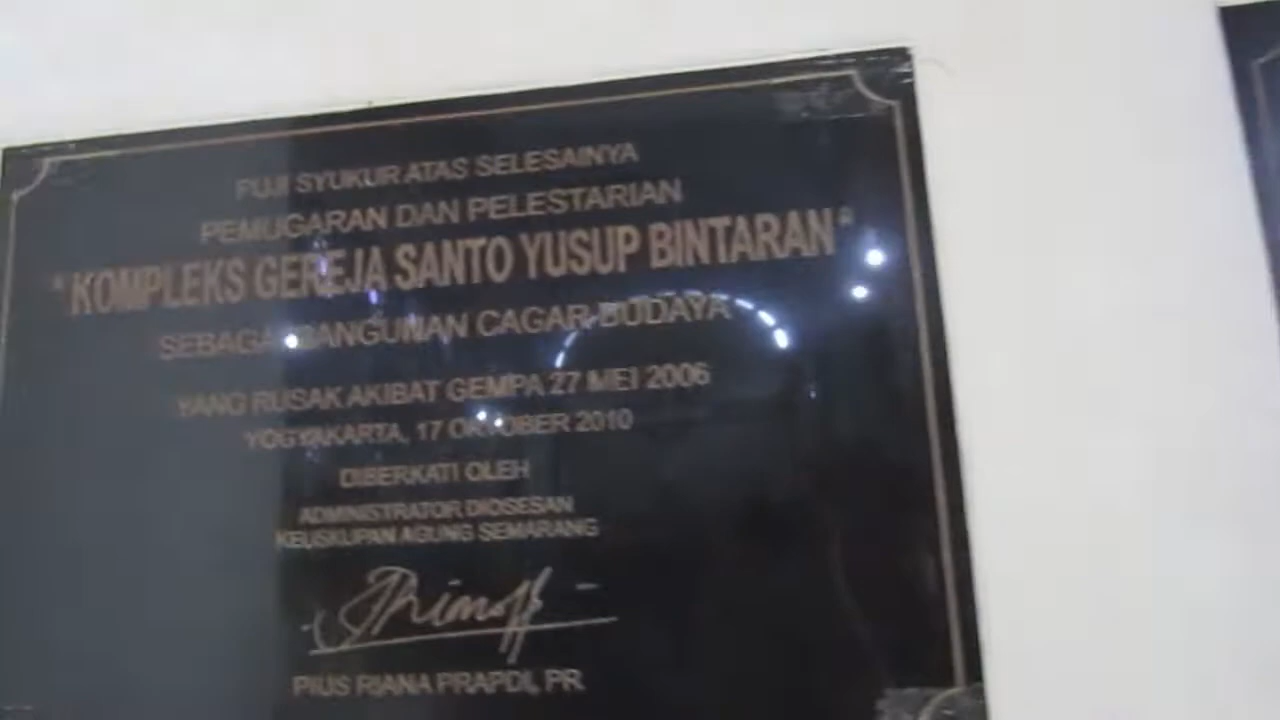 PUJI SYUKUR ATAS SELESAINYA
PEMUGARAN DAN PELESTARIAN
"KOMPLEKS GEREJA SANTO YUSUP BINTARAN"
SEBAGAI BANGUNAN CAGAR BUDAYA
YANG RUSAK AKIBAT GEMPA 27 MEI 2006
YOGYAKARTA, 17 OKTOBER 2010
DIBERKATI OLEH
ADMINISTRATOR DIOSESAN
KEUSKUPAN AGUNG SEMARANG
PIUS RIANA PRAPDI, PR